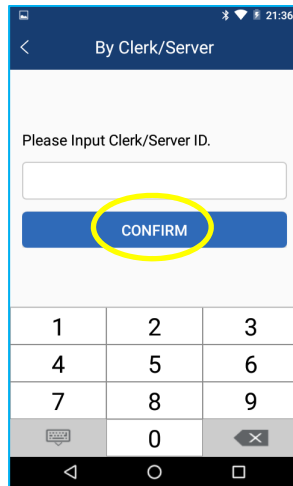 21:36
By Clerk/Server
Please Input Clerk/Server ID.
CONFIRM
1 2 3
4 5 6
7 8 9
0